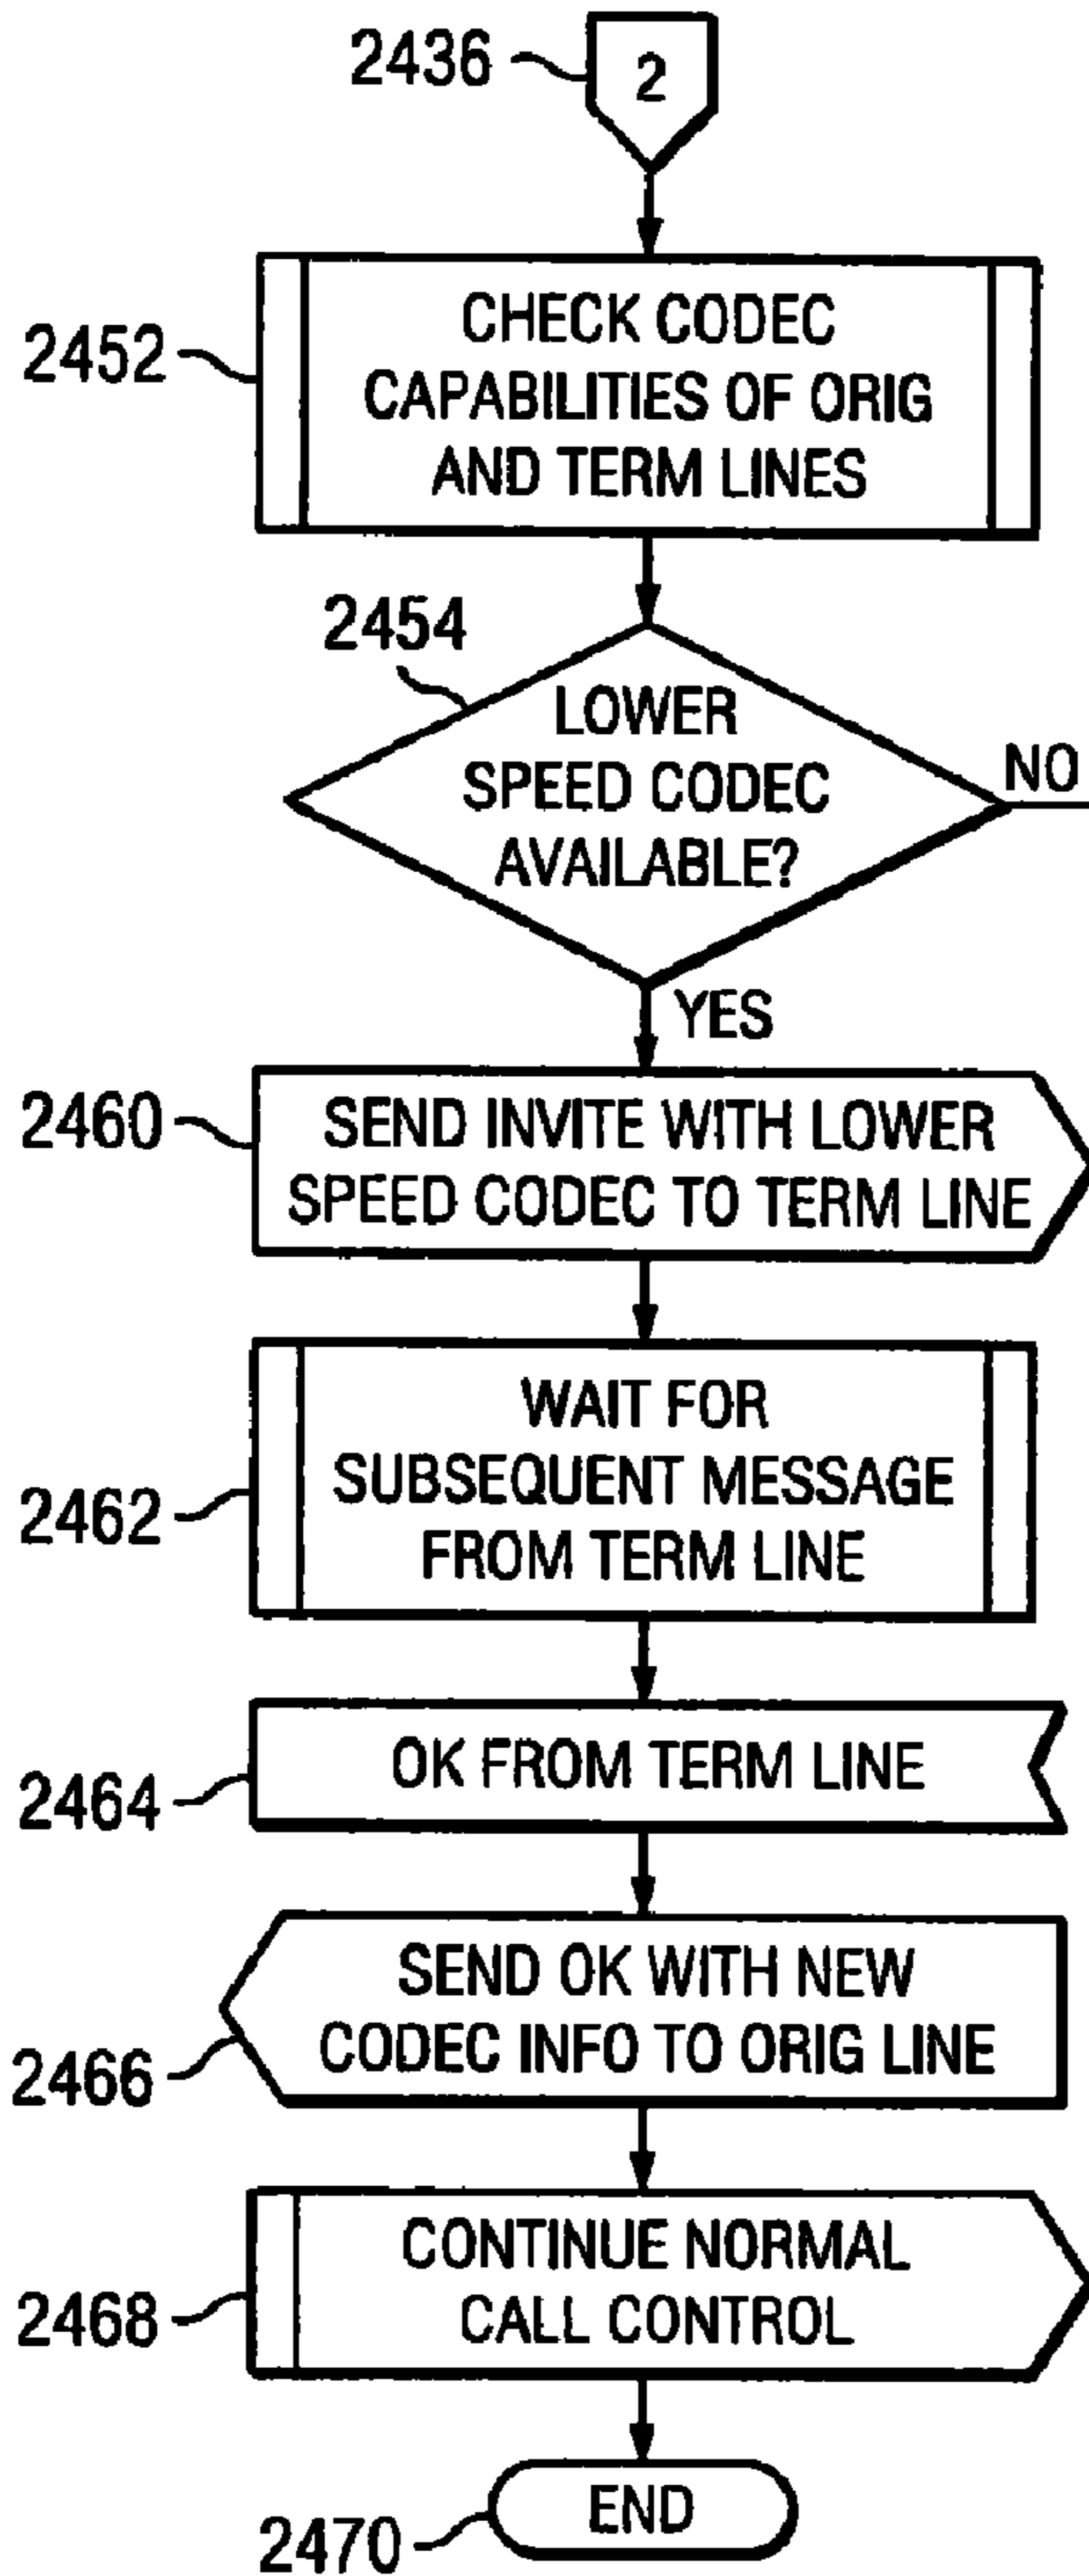 2436
2
2452
CHECK CODEC
CAPABILITIES OF ORIG
AND TERM LINES
2454
LOWER
SPEED CODEC
AVAILABLE?
NO
YES
2460
SEND INVITE WITH LOWER
SPEED CODEC TO TERM LINE
2462
WAIT FOR
SUBSEQUENT MESSAGE
FROM TERM LINE
2464
OK FROM TERM LINE
2466
SEND OK WITH NEW
CODEC INFO TO ORIG LINE
2468
CONTINUE NORMAL
CALL CONTROL
2470
END